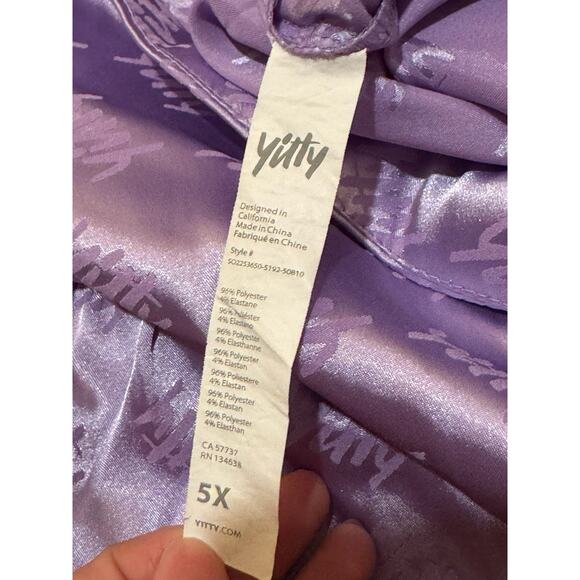 yitty
Designed in
California
Made in China
Fabriqué en Chine
Style #
SO2253650-5192-50810
96% Polyester
4% Elastane
96% Poliéster
4% Elastano
96% Polyester
4% Elasthanne
96% Polyester
4% Elastan
96% Poliestere
4% Elastan
96% Polyester
4% Elastan
96% Polyester
4% Elasthan
CA 57737
RN 134638
5X
YITTY.COM